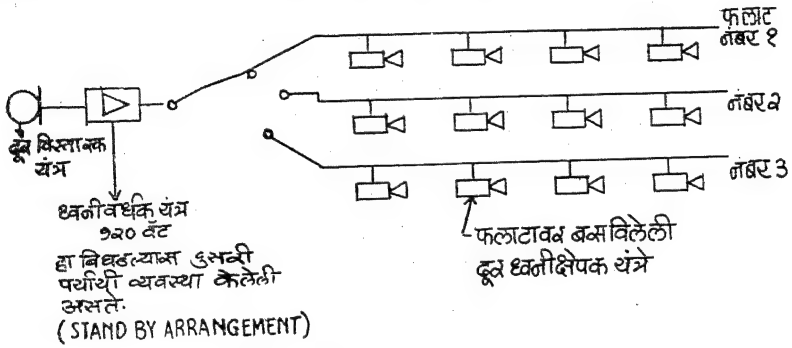 फलाट
नंबर १
नंबर २
नंबर 3
दूर विस्तारक
यंत्र
ध्वनीवर्धक यंत्र
१२० वॅट
हा बिघडल्यास दुसरी
पर्यायी व्यवस्था केलेली
असते.
(STAND BY ARRANGEMENT)
फलाटावर बसविलेली
दूर ध्वनीक्षेपक यंत्रे